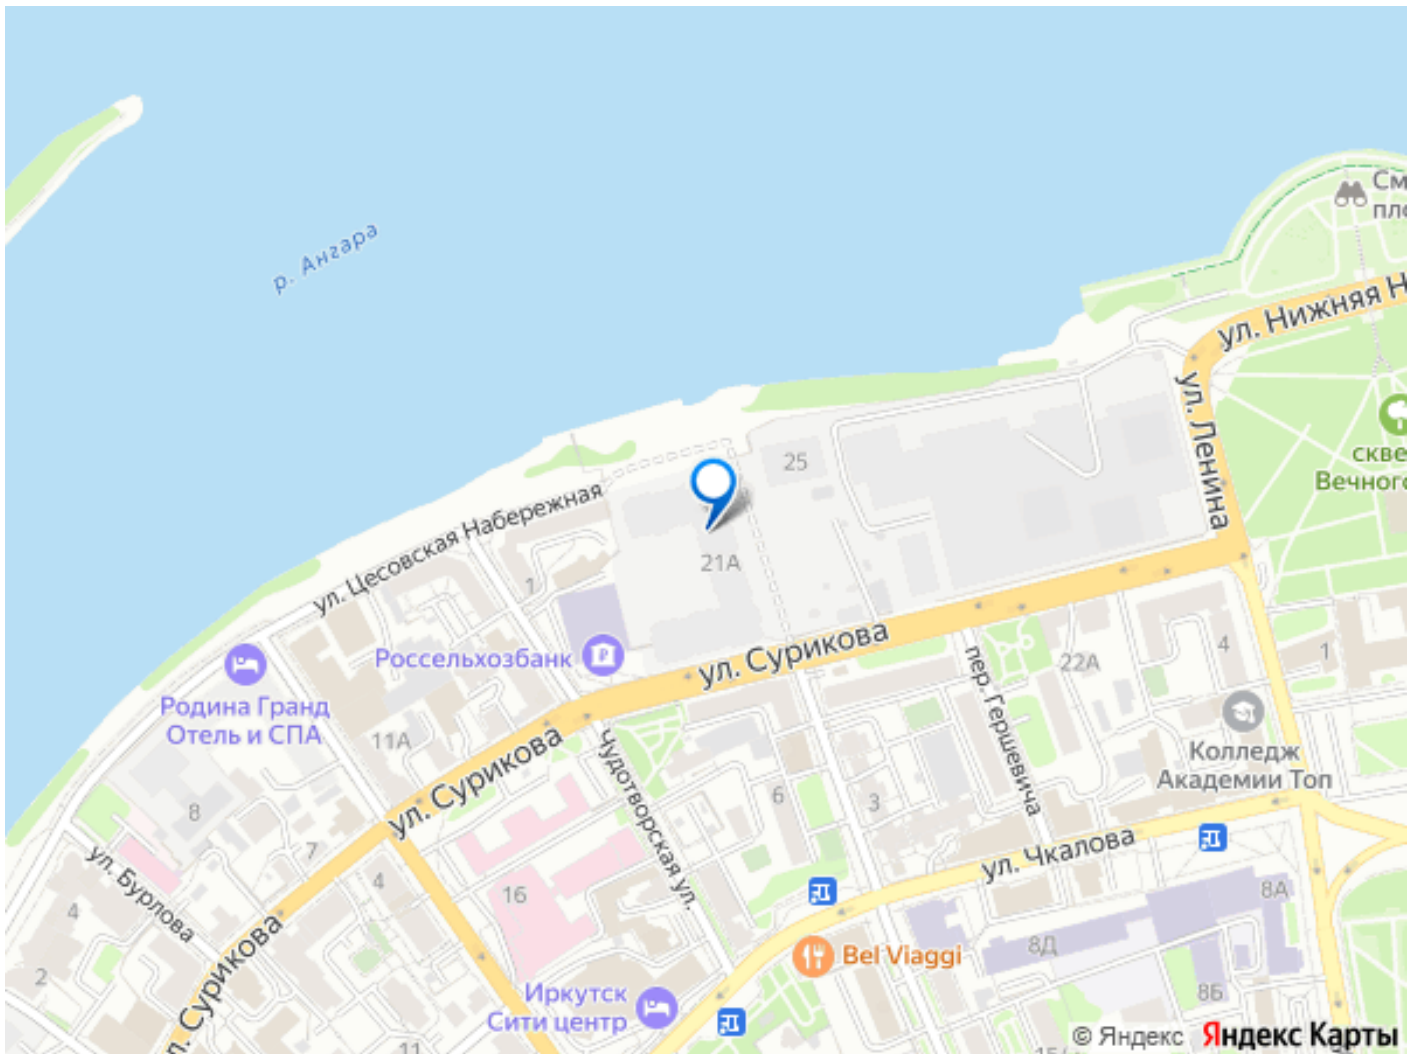 См
пло
р. Ангара
ул. Нижняя Н
ул. Ленина
скве
Вечного
25
ул. Цесовская Набережная
21А
1
Россельхозбанк
ул. Сурикова
22А
4
1
пер. Гершевича
Родина Гранд
Отель и СПА
11А
ул. Сурикова
Чудотворская ул.
Колледж
Академии Топ
8
6
3
7
4
ул. Чкалова
ул. Бурлова
16
8А
4
ул. Сурикова
2
8Д
Bel Viaggi
Иркутск
Сити центр
8Б
11
© Яндекс Яндекс Карты